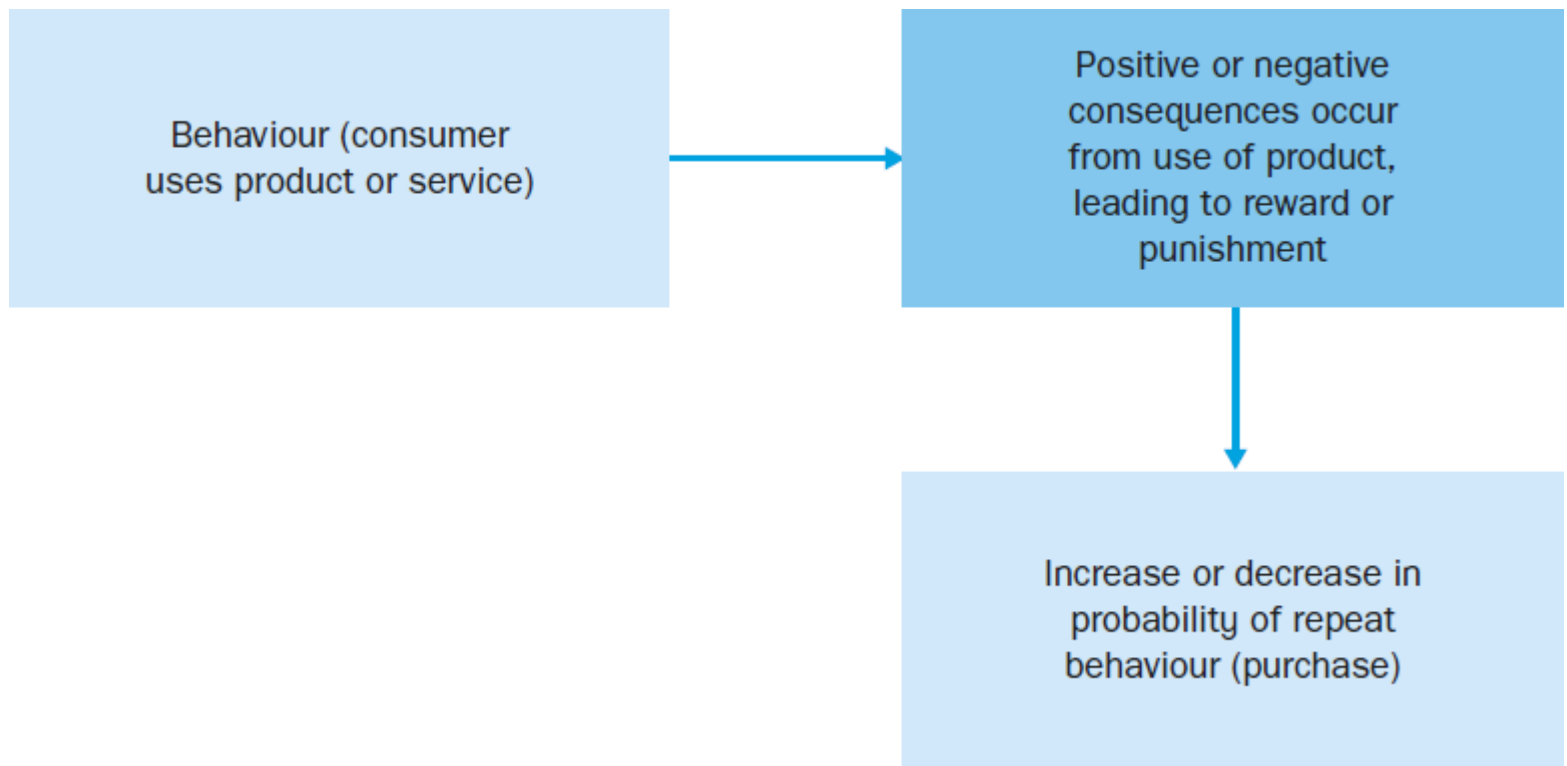 Behaviour (consumer
uses product or service)
Positive or negative
consequences occur
from use of product,
leading to reward or
punishment
Increase or decrease in
probability of repeat
behaviour (purchase)